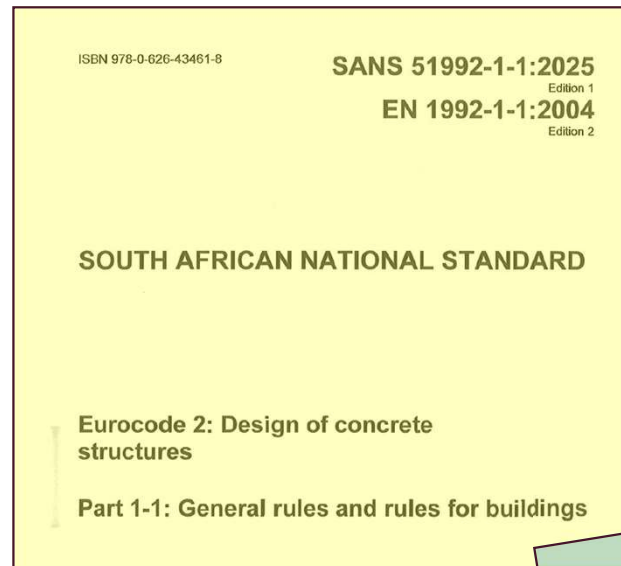 ISBN 978-0-626-43461-8
SANS 51992-1-1:2025
Edition 1
EN 1992-1-1:2004
Edition 2
SOUTH AFRICAN NATIONAL STANDARD
Eurocode 2: Design of concrete
structures
Part 1-1: General rules and rules for buildings